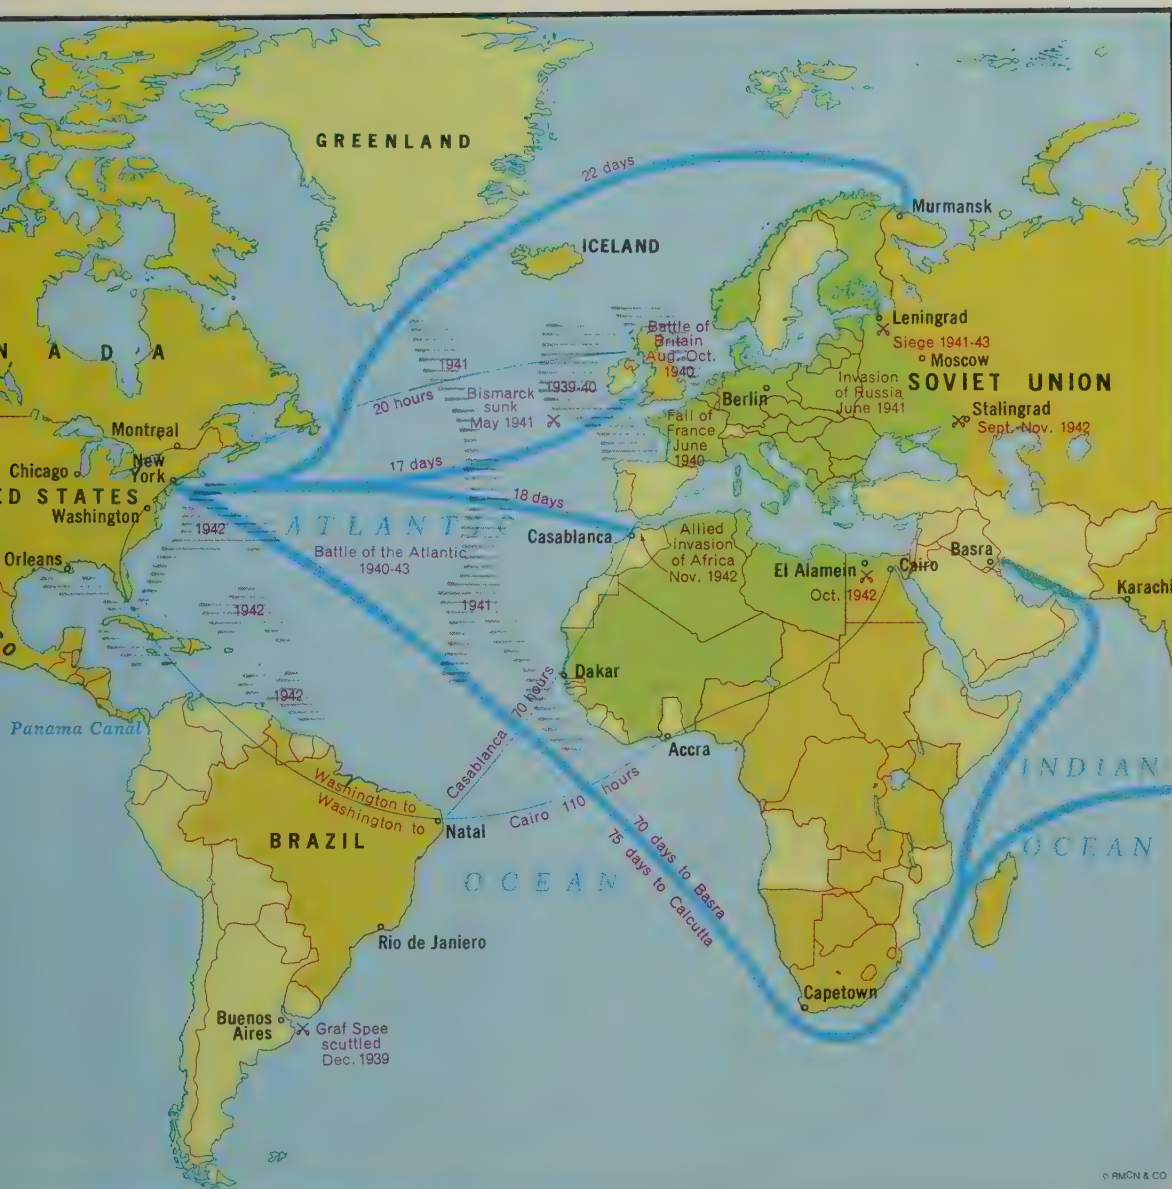 GREENLAND
22 days
Murmansk
ICELAND
Leningrad
Siege 1941-43
Moscow
SOVIET UNION
Battle of
Britain
Aug.-Oct.
1940
1941
1939-40
20 hours
Bismarck
sunk
May 1941
N A D A
Berlin
Invasion
of Russia
June 1941
Stalingrad
Sept.-Nov. 1942
Fall of
France
June
1940
Montreal
Chicago
New
York
ED STATES
Washington
17 days
18 days
1942
ATLANT
Casablanca
Battle of the Atlantic
1940-43
Allied
invasion
of Africa
Nov. 1942
Orleans
El Alamein
Oct. 1942
Cairo
Basra
Karachi
1942
1941
CO
Dakar
1942
Panama Canal
Casablanca 70 hours
Accra
INDIAN
OCEAN
Washington to
Washington to
Natal
Cairo 110 hours
BRAZIL
70 days to Basra
75 days to Calcutta
OCEAN
Rio de Janiero
Capetown
Buenos
Aires
Graf Spee
scuttled
Dec. 1939
© RMCN & CO